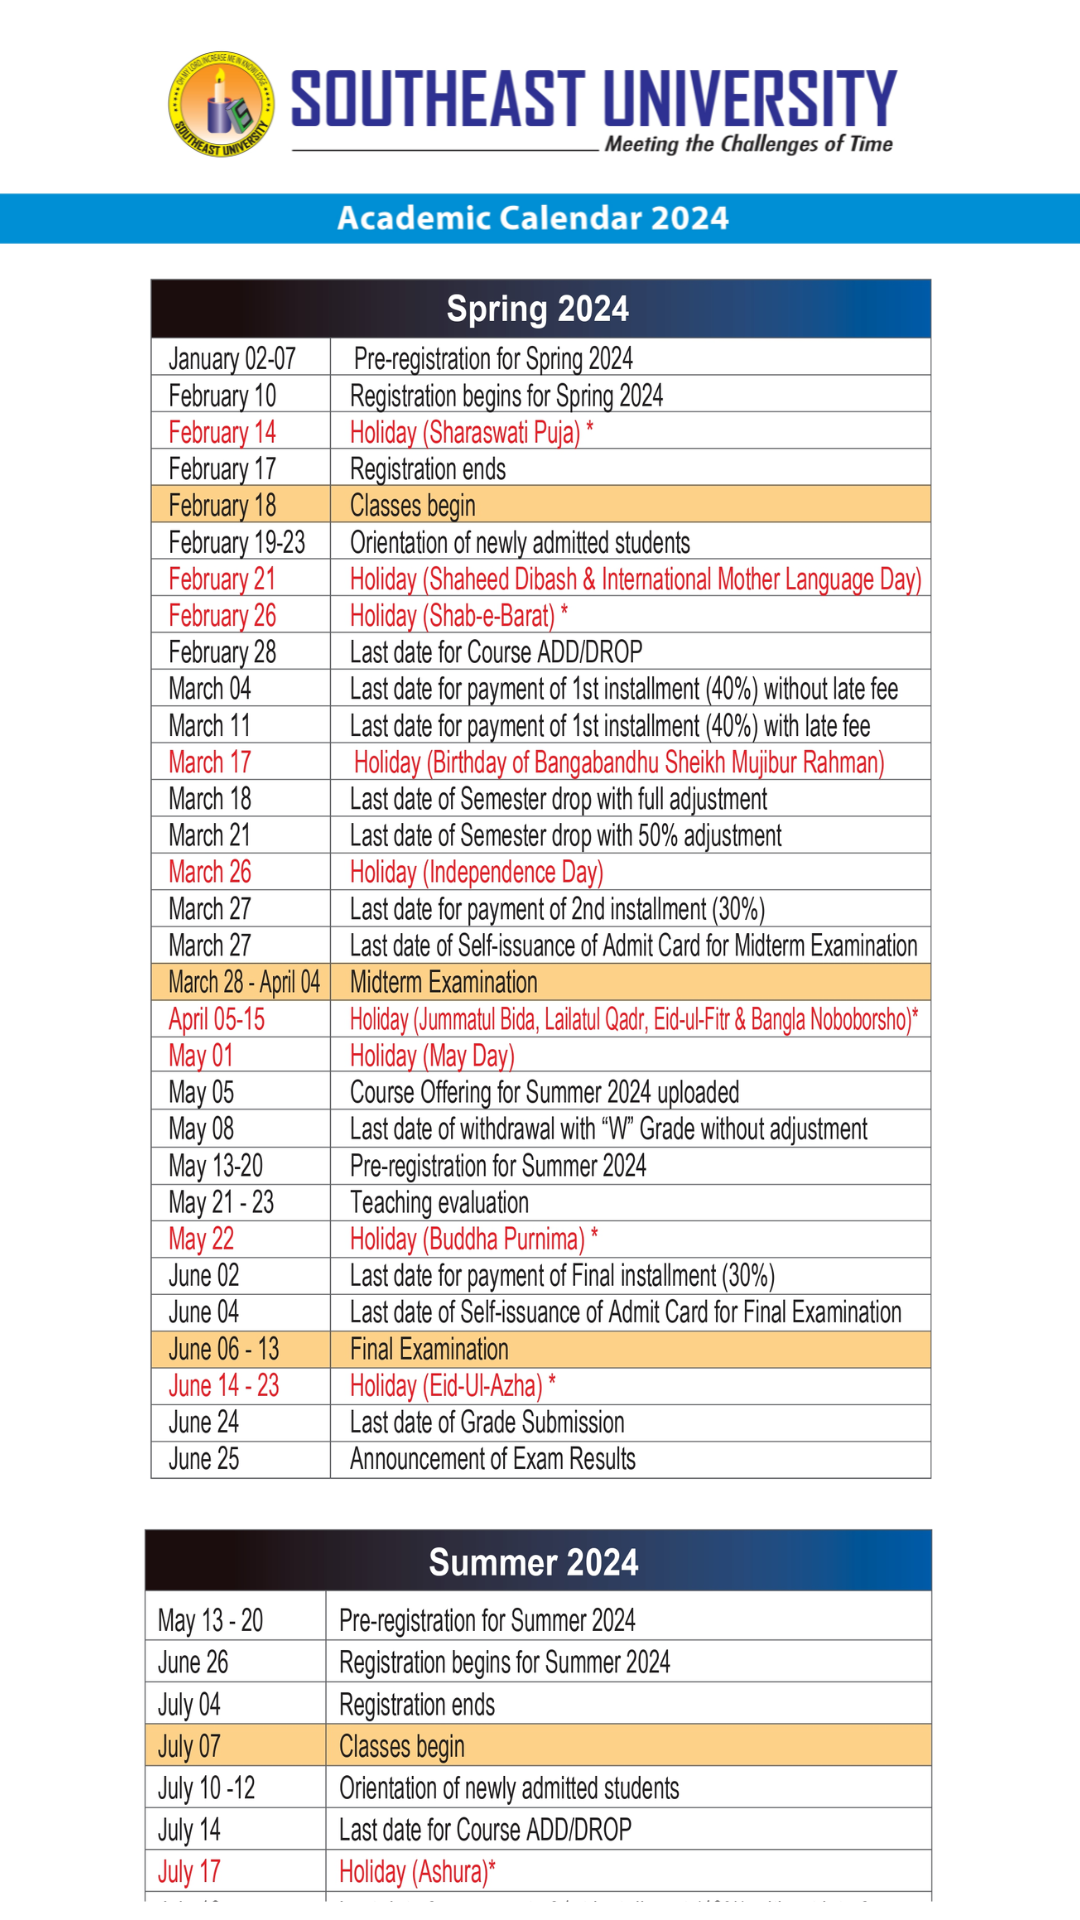 OH MY LORD, INCREASE ME IN KNOWLEDGE
SOUTHEAST UNIVERSITY
SOUTHEAST UNIVERSITY
Meeting the Challenges of Time
Academic Calendar 2024
Spring 2024
January 02-07 Pre-registration for Spring 2024
February 10 Registration begins for Spring 2024
February 14 Holiday (Sharaswati Puja) *
February 17 Registration ends
February 18 Classes begin
February 19-23 Orientation of newly admitted students
February 21 Holiday (Shaheed Dibash & International Mother Language Day)
February 26 Holiday (Shab-e-Barat) *
February 28 Last date for Course ADD/DROP
March 04 Last date for payment of 1st installment (40%) without late fee
March 11 Last date for payment of 1st installment (40%) with late fee
March 17 Holiday (Birthday of Bangabandhu Sheikh Mujibur Rahman)
March 18 Last date of Semester drop with full adjustment
March 21 Last date of Semester drop with 50% adjustment
March 26 Holiday (Independence Day)
March 27 Last date for payment of 2nd installment (30%)
March 27 Last date of Self-issuance of Admit Card for Midterm Examination
March 28 - April 04 Midterm Examination
April 05-15 Holiday (Jummatul Bida, Lailatul Qadr, Eid-ul-Fitr & Bangla Noboborsho)*
May 01 Holiday (May Day)
May 05 Course Offering for Summer 2024 uploaded
May 08 Last date of withdrawal with “W” Grade without adjustment
May 13-20 Pre-registration for Summer 2024
May 21 - 23 Teaching evaluation
May 22 Holiday (Buddha Purnima) *
June 02 Last date for payment of Final installment (30%)
June 04 Last date of Self-issuance of Admit Card for Final Examination
June 06 - 13 Final Examination
June 14 - 23 Holiday (Eid-Ul-Azha) *
June 24 Last date of Grade Submission
June 25 Announcement of Exam Results
Summer 2024
May 13 - 20 Pre-registration for Summer 2024
June 26 Registration begins for Summer 2024
July 04 Registration ends
July 07 Classes begin
July 10 -12 Orientation of newly admitted students
July 14 Last date for Course ADD/DROP
July 17 Holiday (Ashura)*